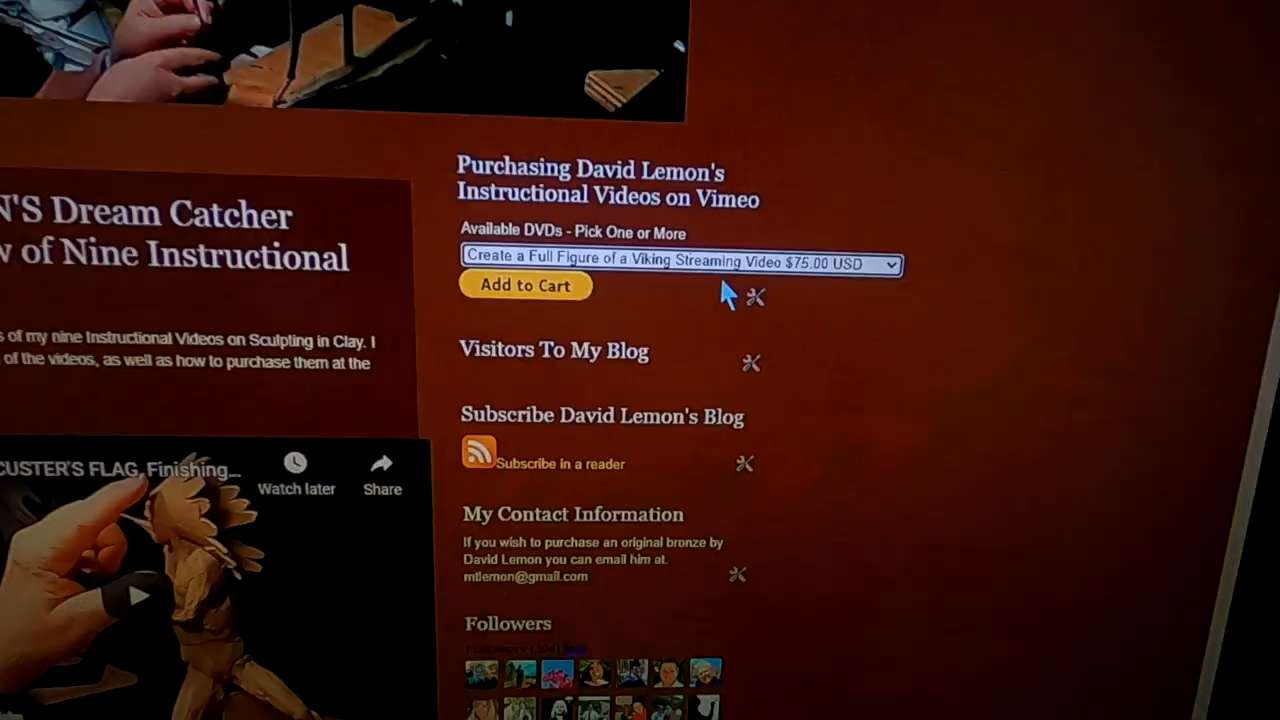 Purchasing David Lemon's
Instructional Videos on Vimeo
Available DVDs - Pick One or More
Create a Full Figure of a Viking Streaming Video $75.00 USD
Add to Cart
N'S Dream Catcher
w of Nine Instructional
s of my nine Instructional Videos on Sculpting in Clay. I
of the videos, as well as how to purchase them at the
Visitors To My Blog
Subscribe David Lemon's Blog
Subscribe in a reader
CUSTER'S FLAG, Finishing...
Watch later
Share
My Contact Information
If you wish to purchase an original bronze by
David Lemon you can email him at.
mtlemon@gmail.com
Followers